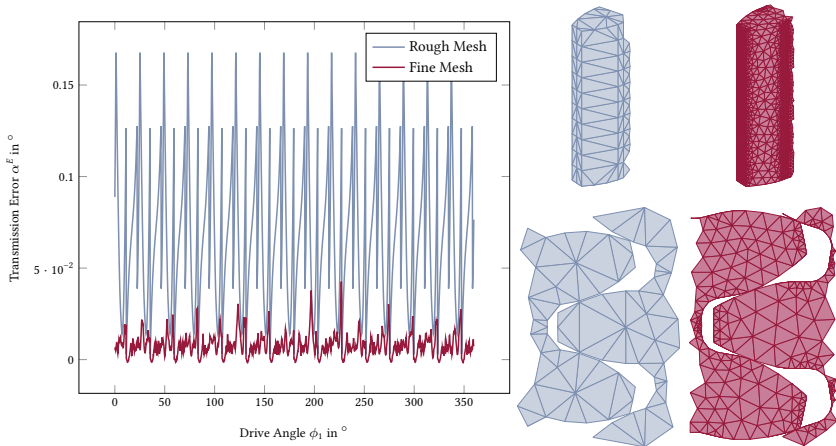 Rough Mesh
Fine Mesh
0.15
0.1
5 · 10⁻²
0
Transmission Error α^E in °
0 50 100 150 200 250 300 350
Drive Angle ϕ₁ in °